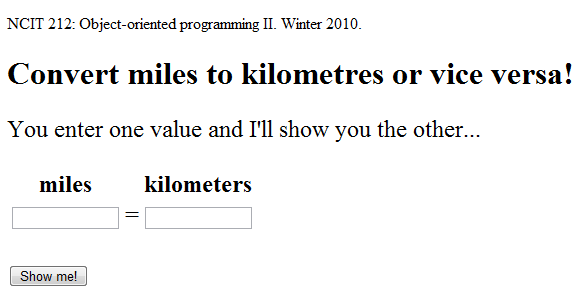 NCIT 212: Object-oriented programming II. Winter 2010.
Convert miles to kilometres or vice versa!
You enter one value and I'll show you the other...
miles kilometers
=
Show me!